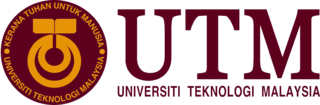 KERANA TUHAN UNTUK MANUSIA
UNIVERSITI TEKNOLOGI MALAYSIA
UTM
UNIVERSITI TEKNOLOGI MALAYSIA